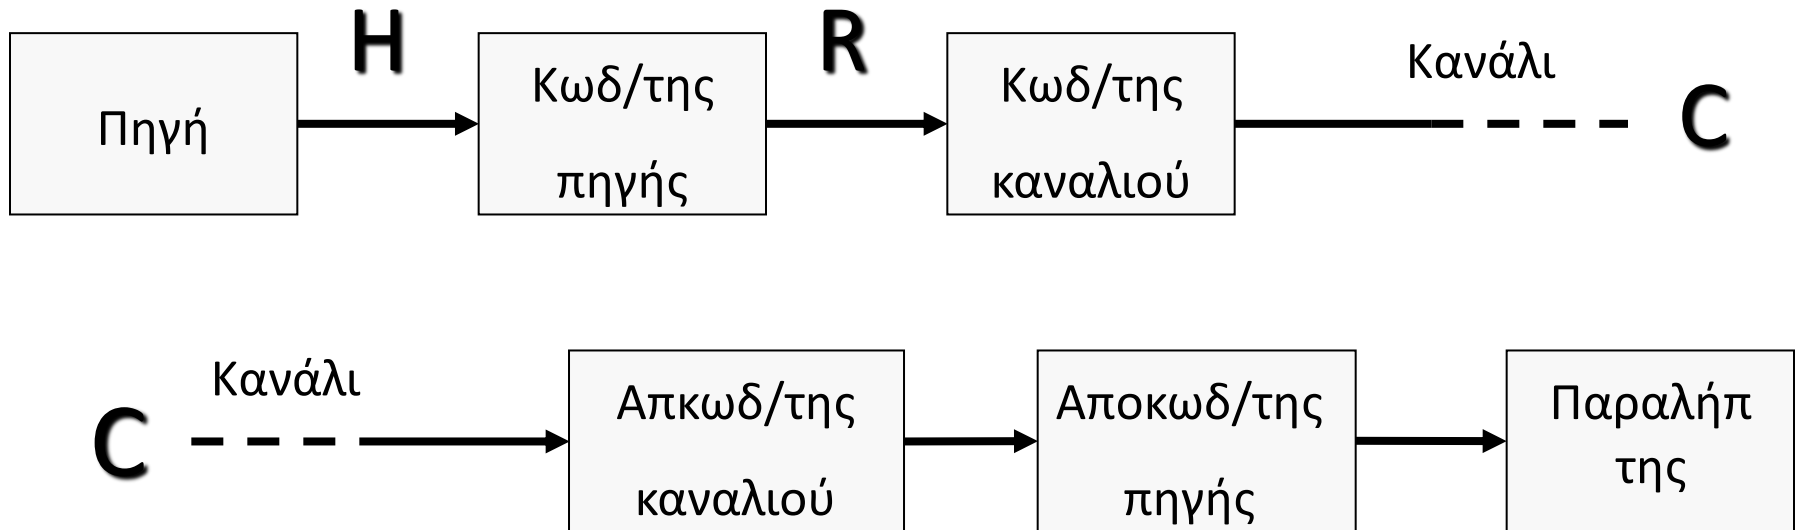 H
R
Πηγή
Κωδ/της
πηγής
Κωδ/της
καναλιού
Κανάλι
C
C
Κανάλι
Απκωδ/της
καναλιού
Αποκωδ/της
πηγής
Παραλήπ
της